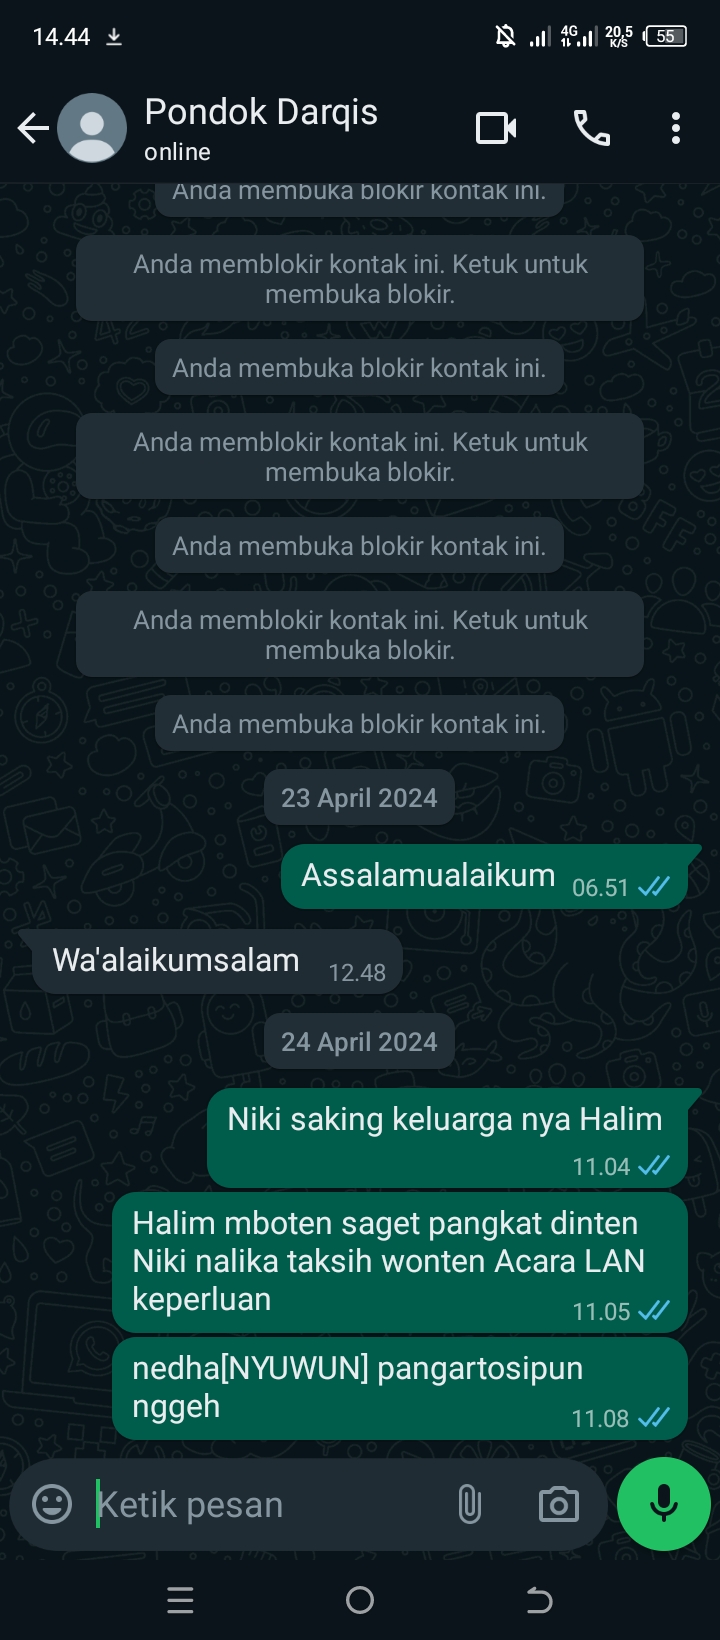 14.44
4G
20,5
K/S
55
Pondok Darqis
online
Anda membuka blokir kontak ini.
Anda memblokir kontak ini. Ketuk untuk
membuka blokir.
Anda membuka blokir kontak ini.
Anda memblokir kontak ini. Ketuk untuk
membuka blokir.
Anda membuka blokir kontak ini.
Anda memblokir kontak ini. Ketuk untuk
membuka blokir.
Anda membuka blokir kontak ini.
23 April 2024
Assalamualaikum 06.51
Wa'alaikumsalam 12.48
24 April 2024
Niki saking keluarga nya Halim
11.04
Halim mboten saget pangkat dinten
Niki nalika taksih wonten Acara LAN
keperluan 11.05
nedha[NYUWUN] pangartosipun
nggeh 11.08
Ketik pesan